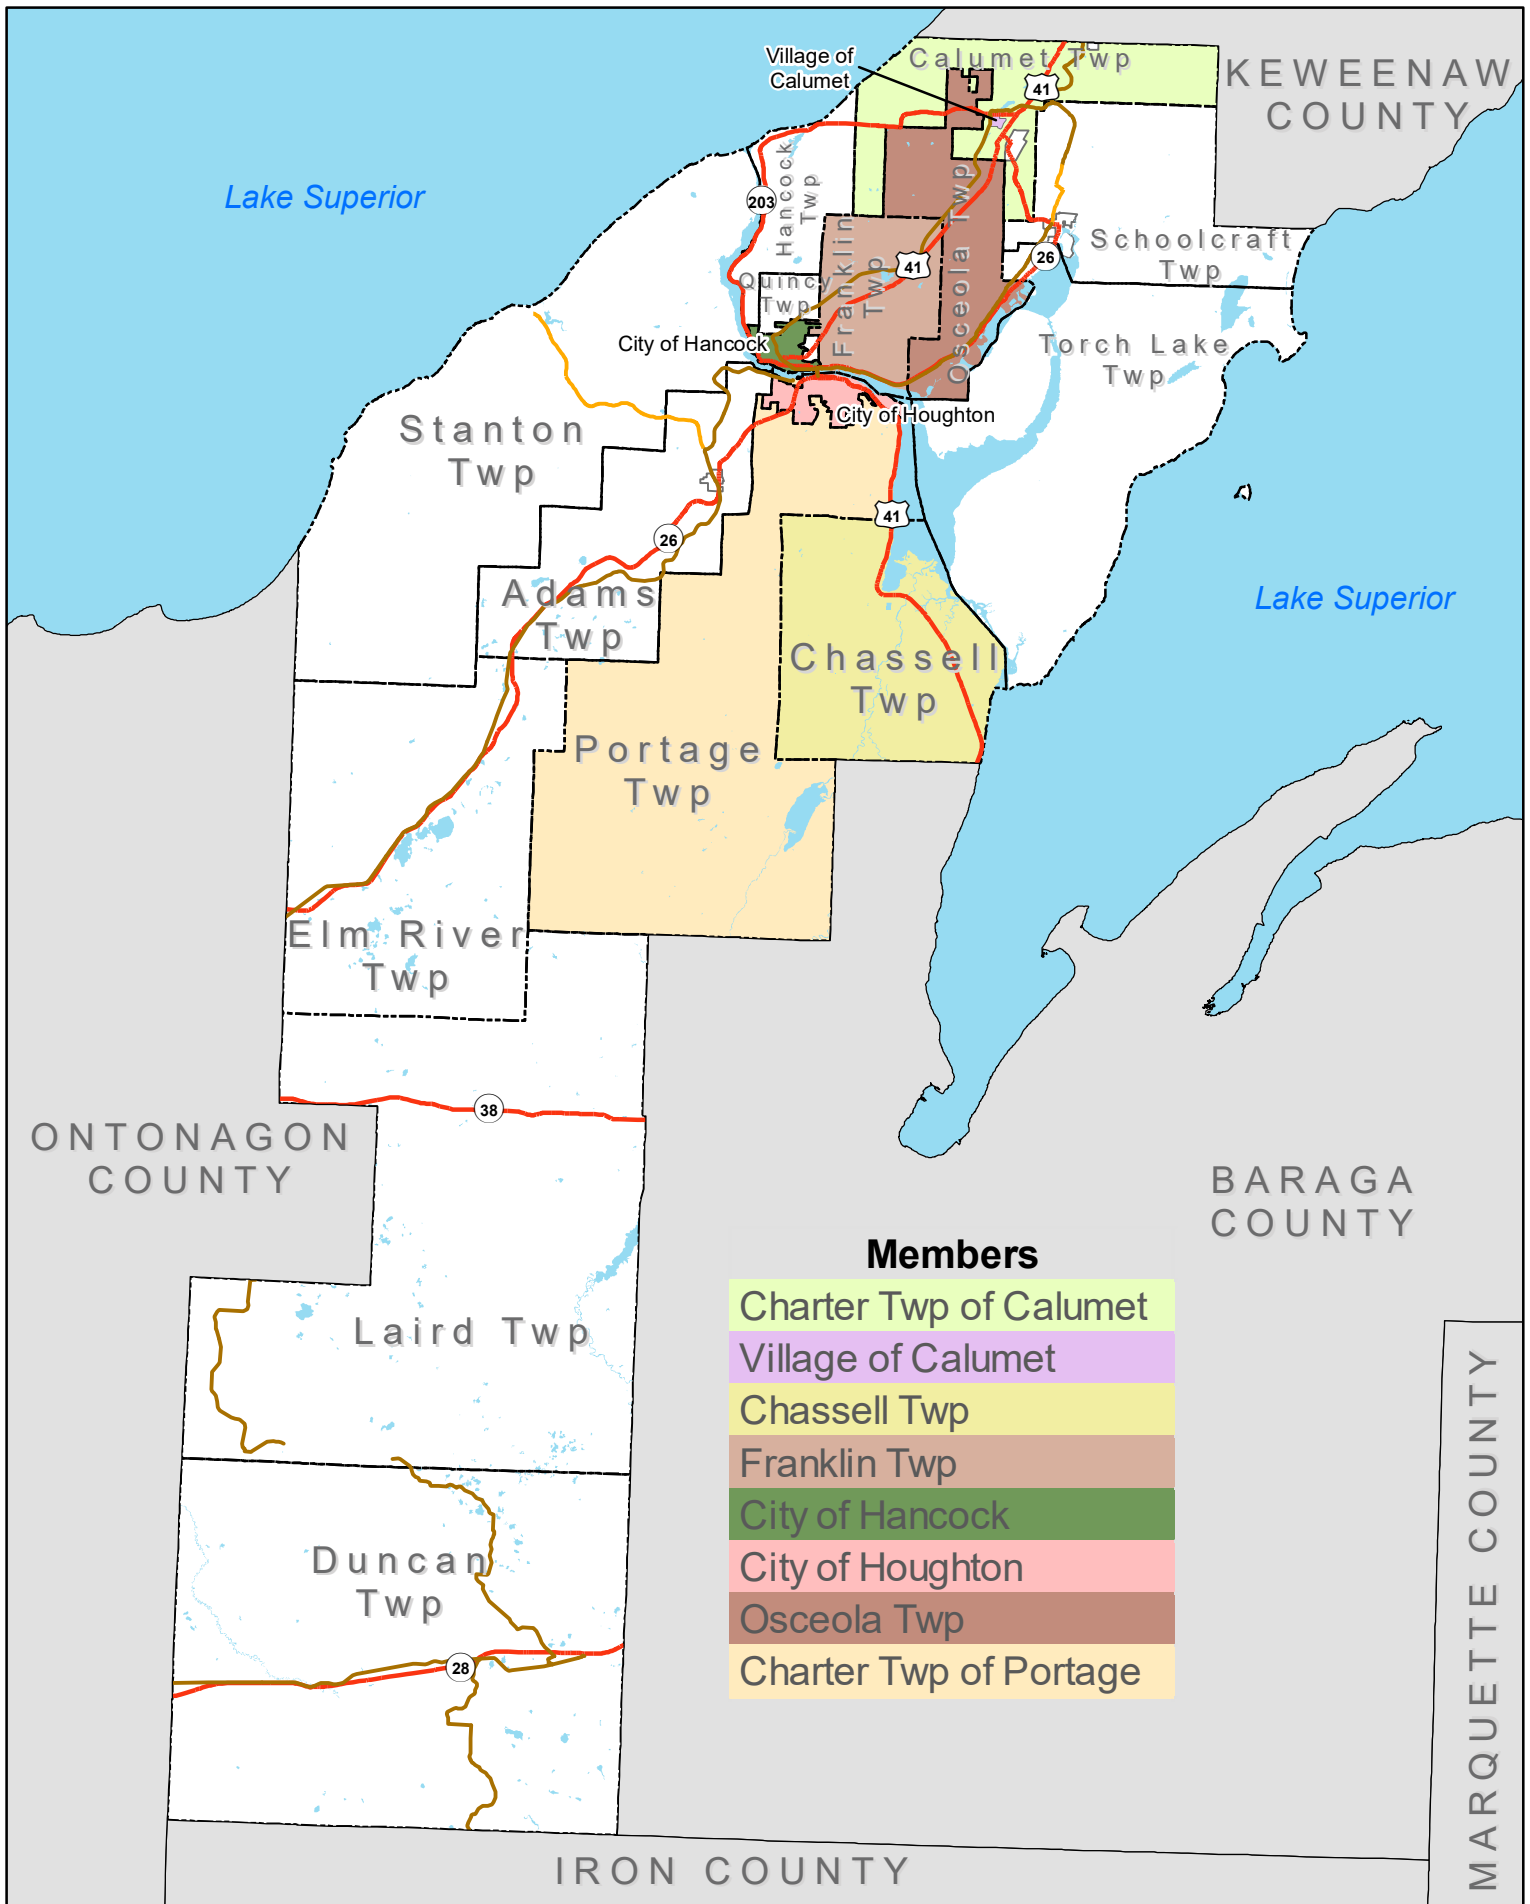 Village of
Calumet
Calumet Twp
41
KEWEENAW
COUNTY
Lake Superior
203
Hancock
Twp
Franklin
Twp
Osceola Twp
41
26
Schoolcraft
Twp
Quincy
Twp
City of Hancock
Torch Lake
Twp
City of Houghton
Stanton
Twp
41
26
Adams
Twp
Lake Superior
Chassell
Twp
Portage
Twp
Elm River
Twp
38
ONTONAGON
COUNTY
BARAGA
COUNTY
Members
Charter Twp of Calumet
Village of Calumet
Chassell Twp
Franklin Twp
City of Hancock
City of Houghton
Osceola Twp
Charter Twp of Portage
Laird Twp
Duncan
Twp
28
MARQUETTE COUNTY
IRON COUNTY